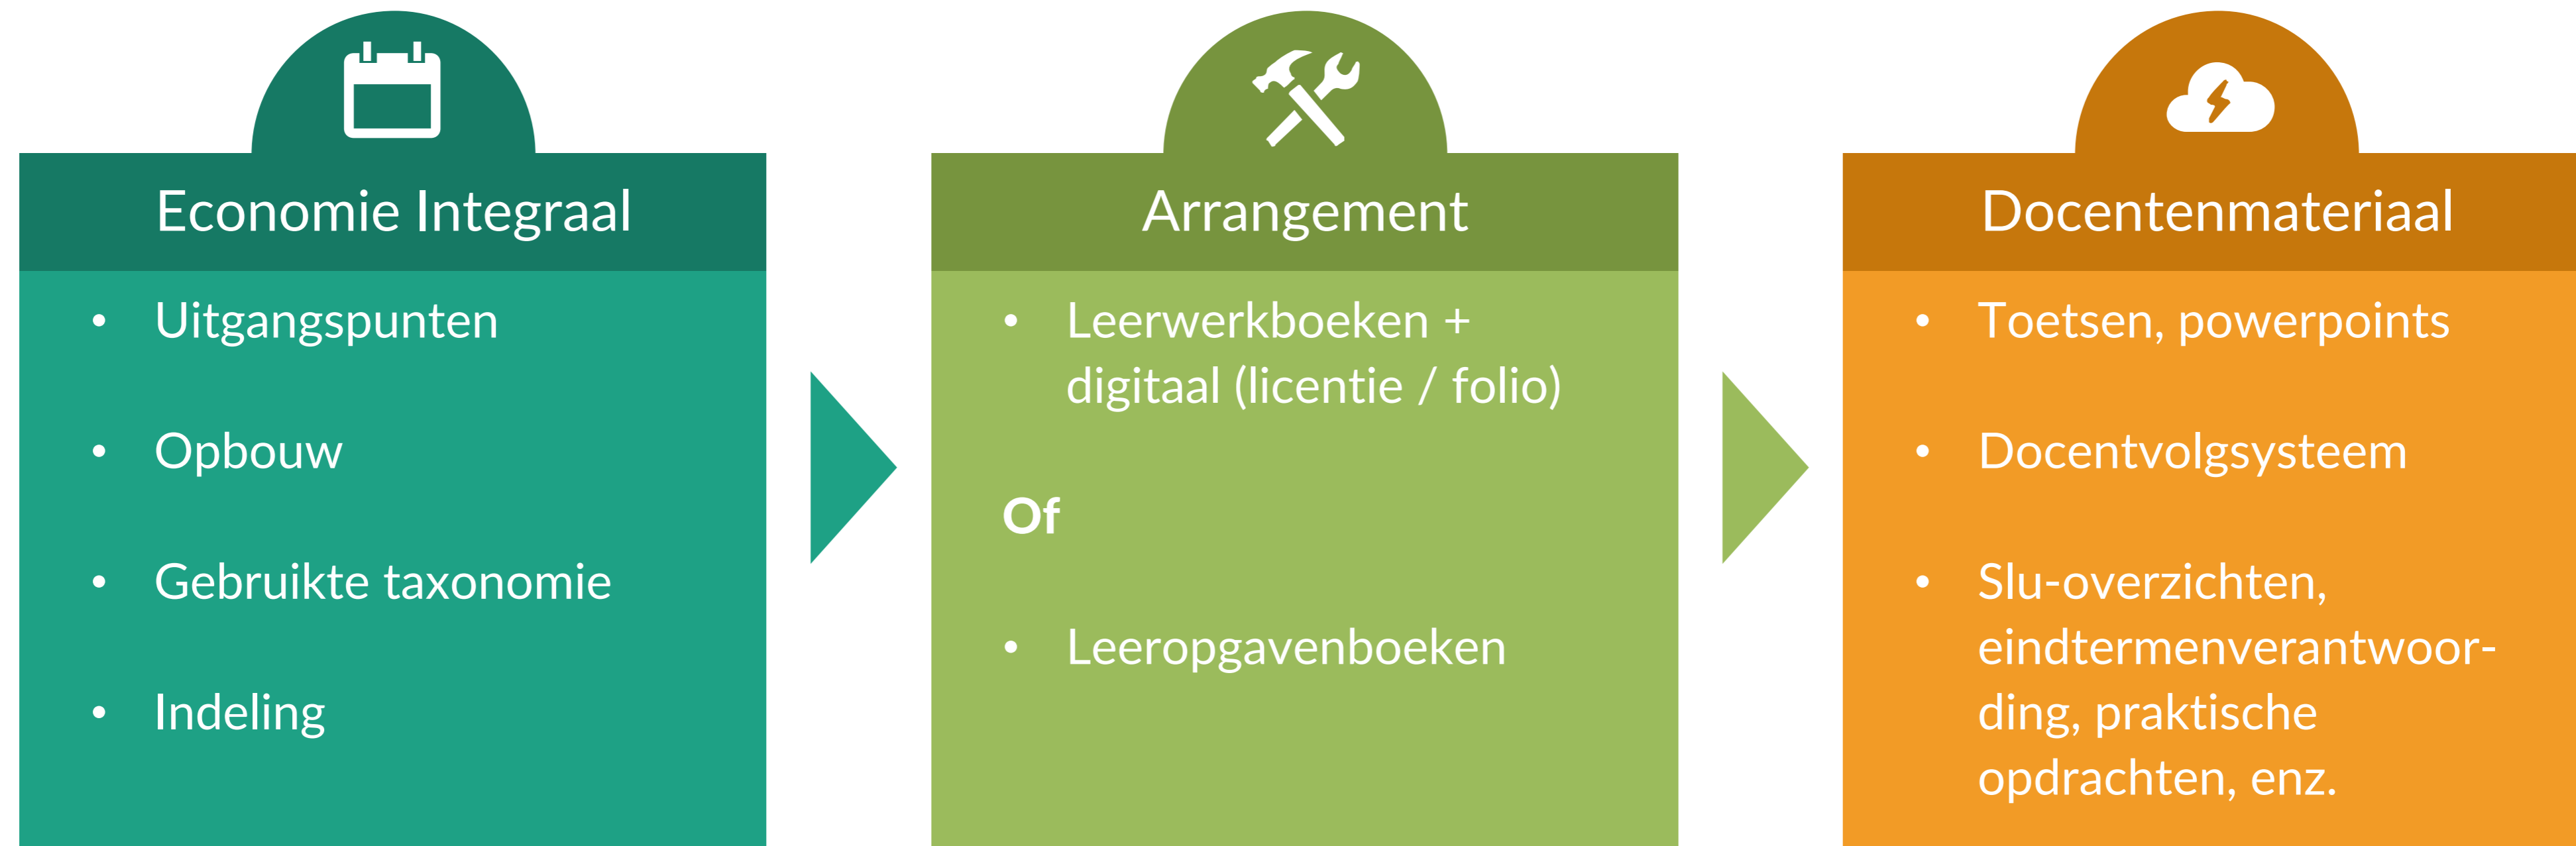 Economie Integraal
• Uitgangspunten
• Opbouw
• Gebruikte taxonomie
• Indeling
Arrangement
• Leerwerkboeken +
digitaal (licentie / folio)
Of
• Leeropgavenboeken
Docentenmateriaal
• Toetsen, powerpoints
• Docentvolgsysteem
• Slu-overzichten,
eindtermenverantwoor-
ding, praktische
opdrachten, enz.